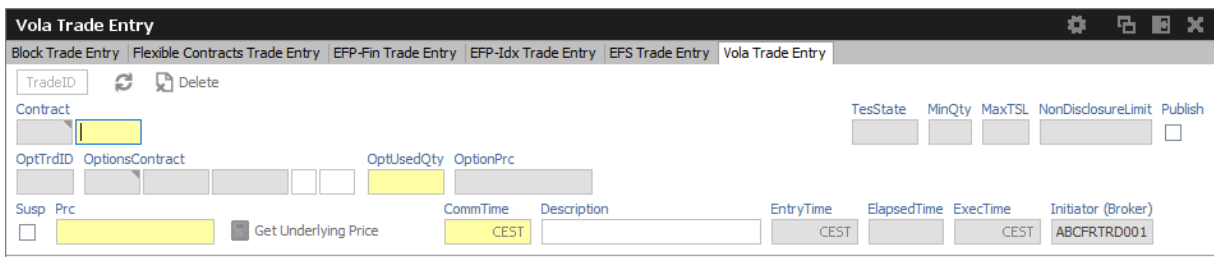 Vola Trade Entry
Block Trade Entry Flexible Contracts Trade Entry EFP-Fin Trade Entry EFP-Idx Trade Entry EFS Trade Entry Vola Trade Entry
TradeID Delete
Contract TesState MinQty MaxTSL NonDisclosureLimit Publish
OptTrdID OptionsContract OptUsedQty OptionPrc
Susp Prc CommTime Description EntryTime ElapsedTime ExecTime Initiator (Broker)
Get Underlying Price CEST CEST CEST ABCFRTRD001